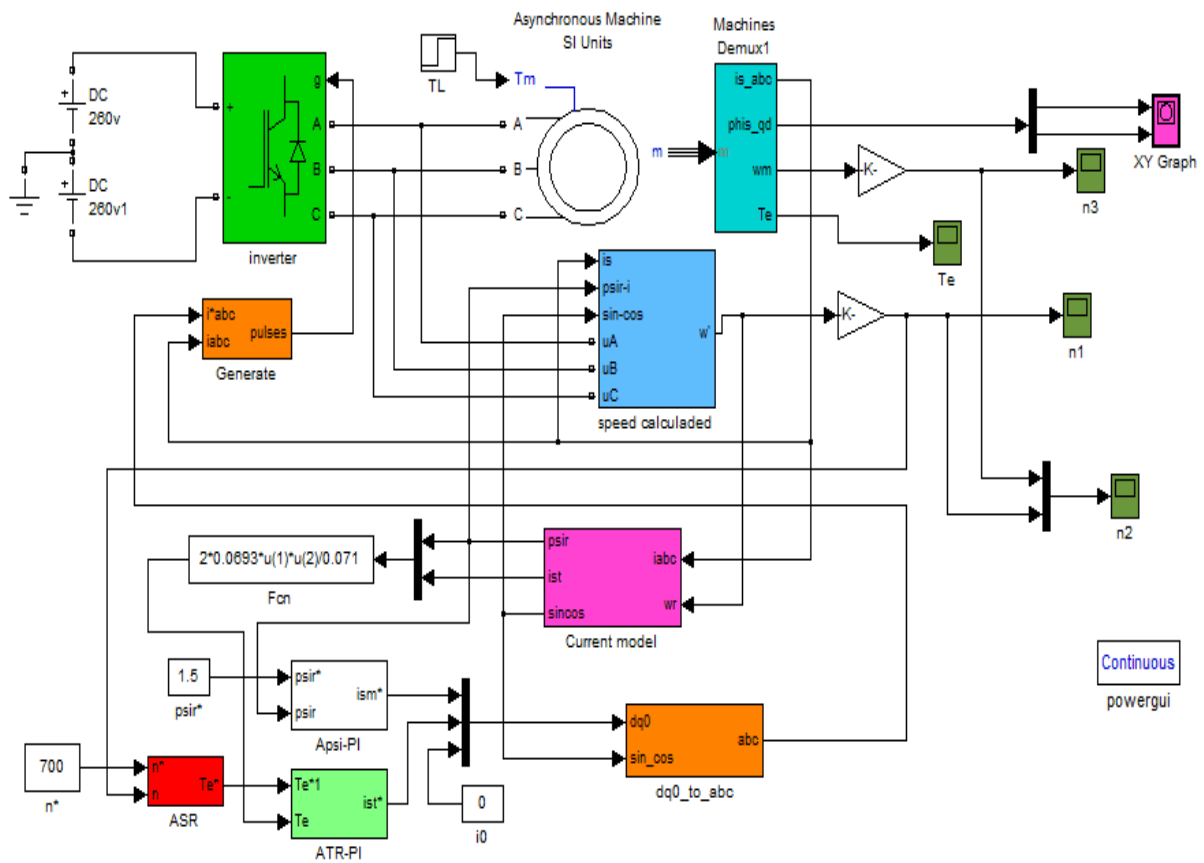 Asynchronous Machine
SI Units
Machines
Demux1
DC
260v
DC
260v1
+
-
g
A
B
C
inverter
TL
Tm
A
B
C
m
m
is_abc
phis_qd
wm
Te
-K-
XY Graph
n3
Te
i*abc
iabc
pulses
Generate
is
psir-i
sin-cos
uA
uB
uC
w'
speed calculaded
-K-
n1
n2
2*0.0693*u(1)*u(2)/0.071
Fcn
psir
ist
sincos
iabc
wr
Current model
Continuous
powergui
1.5
psir*
psir*
psir
ism*
Apsi-PI
700
n*
n*
n
Te*
ASR
Te*1
Te
ist*
ATR-PI
0
i0
dq0
sin_cos
abc
dq0_to_abc